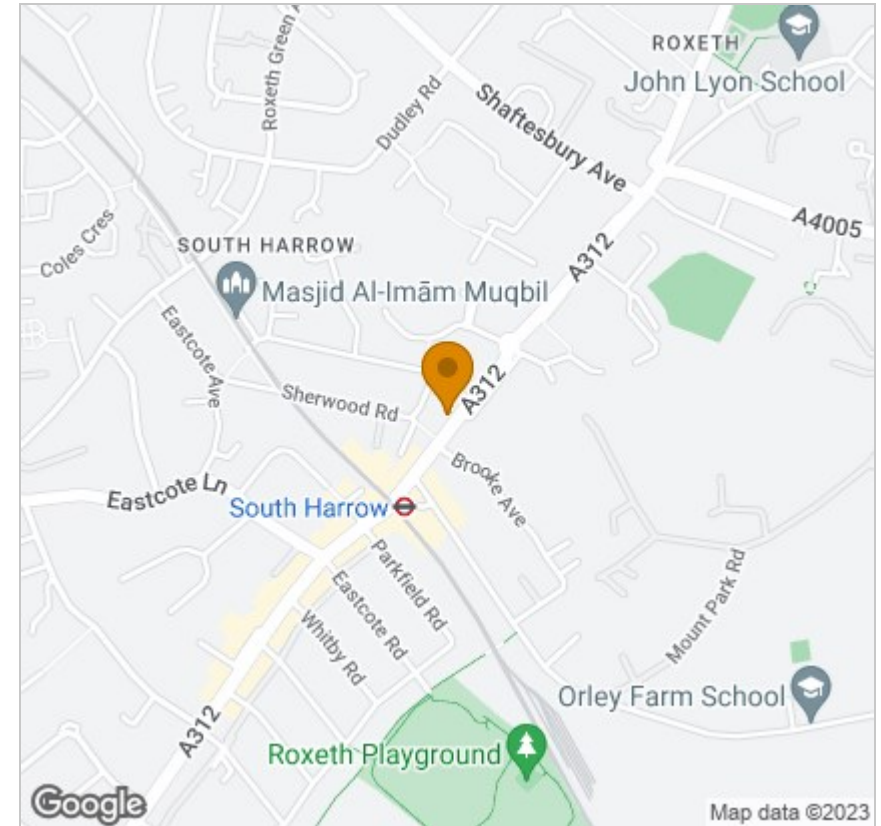 ROXETH
John Lyon School
Roxeth Green A
Dudley Rd
Shaftesbury Ave
A4005
Coles Cres
SOUTH HARROW
A312
Masjid Al-Imām Muqbil
Eastcote Ave
Sherwood Rd
A312
Brooke Ave
Eastcote Ln
South Harrow
Parkfield Rd
Eastcote Rd
Whitby Rd
Mount Park Rd
Orley Farm School
A312
Roxeth Playground
Google
Map data ©2023